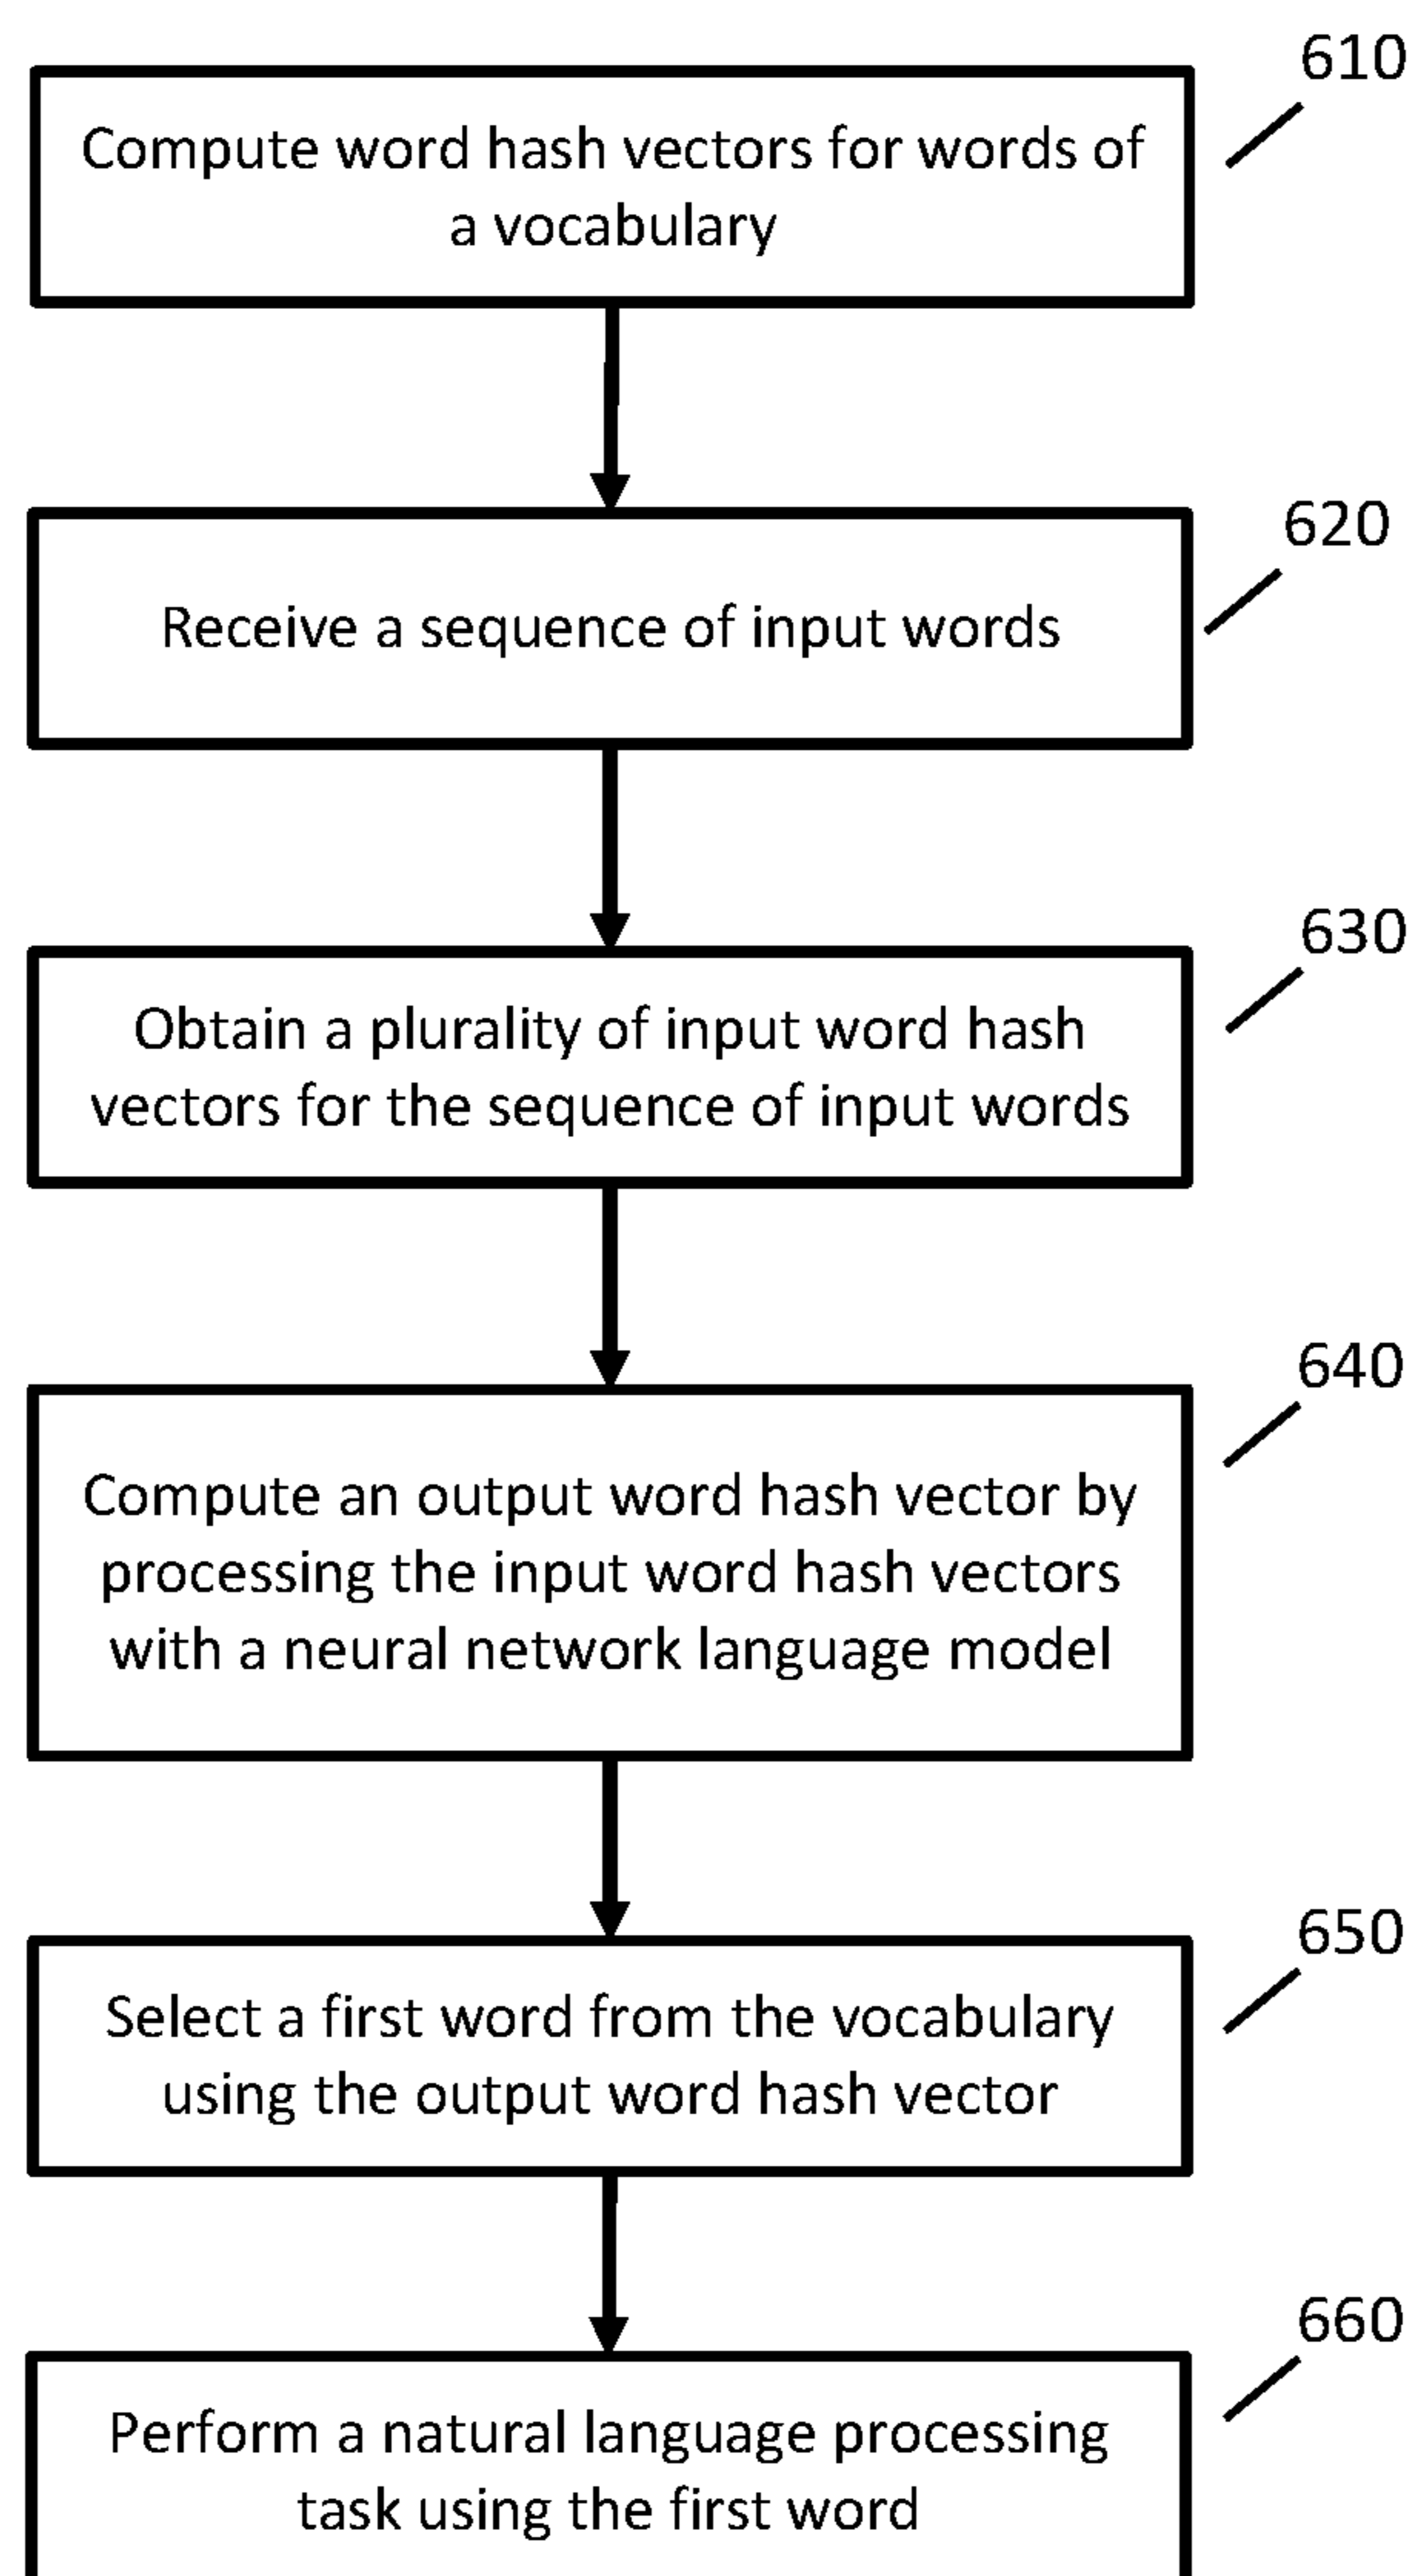 610
Compute word hash vectors for words of
a vocabulary
620
Receive a sequence of input words
630
Obtain a plurality of input word hash
vectors for the sequence of input words
640
Compute an output word hash vector by
processing the input word hash vectors
with a neural network language model
650
Select a first word from the vocabulary
using the output word hash vector
660
Perform a natural language processing
task using the first word